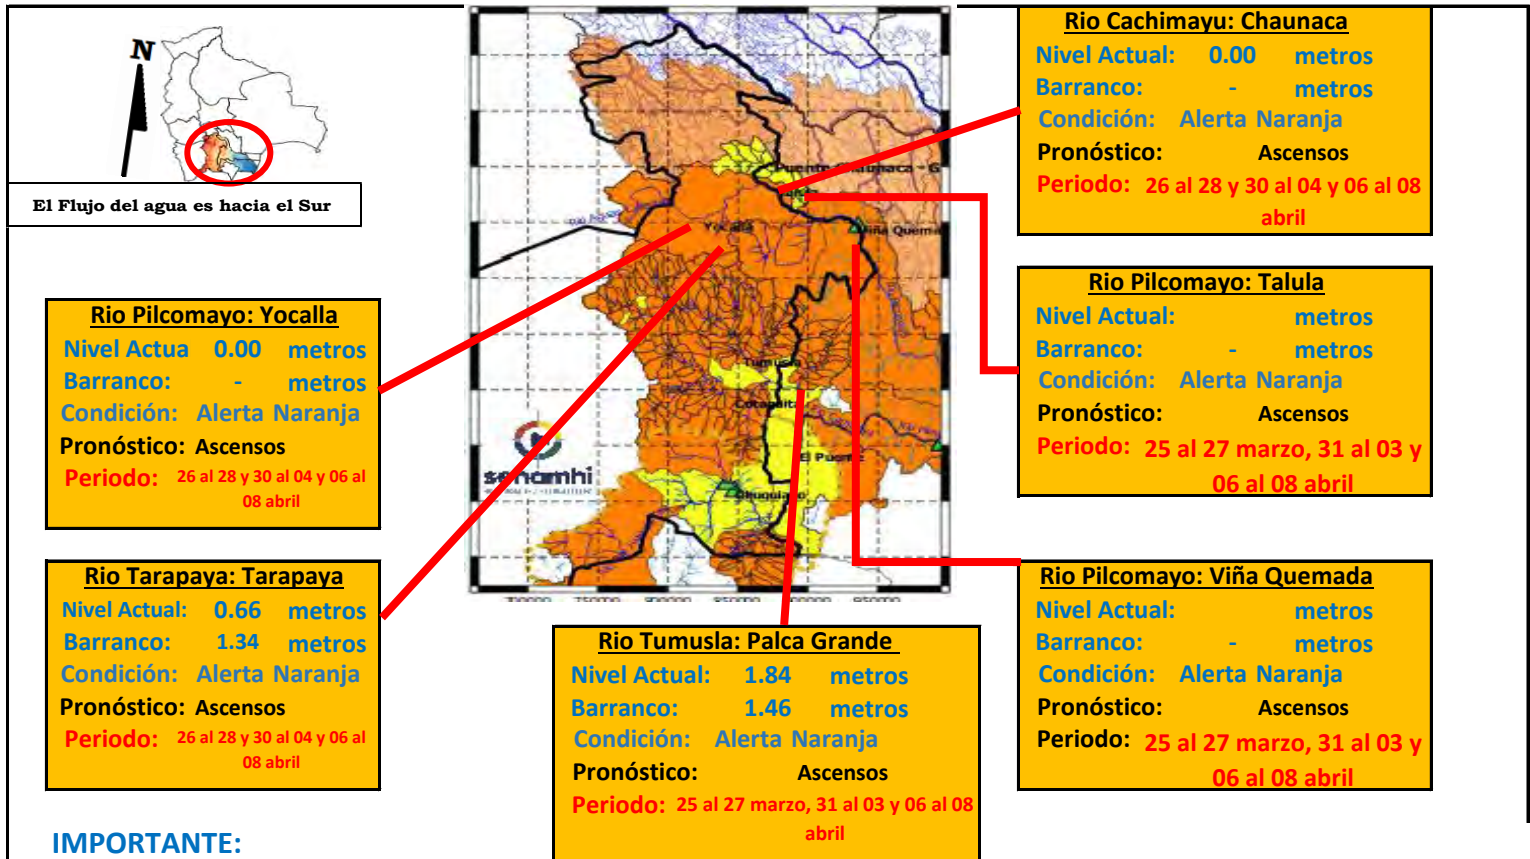 N
El Flujo del agua es hacia el Sur
Rio Pilcomayo: Yocalla
Nivel Actua 0.00 metros
Barranco: - metros
Condición: Alerta Naranja
Pronóstico: Ascensos
Periodo: 26 al 28 y 30 al 04 y 06 al
08 abril
Rio Tarapaya: Tarapaya
Nivel Actual: 0.66 metros
Barranco: 1.34 metros
Condición: Alerta Naranja
Pronóstico: Ascensos
Periodo: 26 al 28 y 30 al 04 y 06 al
08 abril
IMPORTANTE:
Yocalla
Viña Quema
Tumusla
Cotagaita
El Puente
Chuquiago
senamhi
700000 750000 800000 850000 900000 950000
Rio Tumusla: Palca Grande
Nivel Actual: 1.84 metros
Barranco: 1.46 metros
Condición: Alerta Naranja
Pronóstico: Ascensos
Periodo: 25 al 27 marzo, 31 al 03 y 06 al 08
abril
Rio Cachimayu: Chaunaca
Nivel Actual: 0.00 metros
Barranco: - metros
Condición: Alerta Naranja
Pronóstico: Ascensos
Periodo: 26 al 28 y 30 al 04 y 06 al 08
abril
Rio Pilcomayo: Talula
Nivel Actual: metros
Barranco: - metros
Condición: Alerta Naranja
Pronóstico: Ascensos
Periodo: 25 al 27 marzo, 31 al 03 y
06 al 08 abril
Rio Pilcomayo: Viña Quemada
Nivel Actual: metros
Barranco: - metros
Condición: Alerta Naranja
Pronóstico: Ascensos
Periodo: 25 al 27 marzo, 31 al 03 y
06 al 08 abril